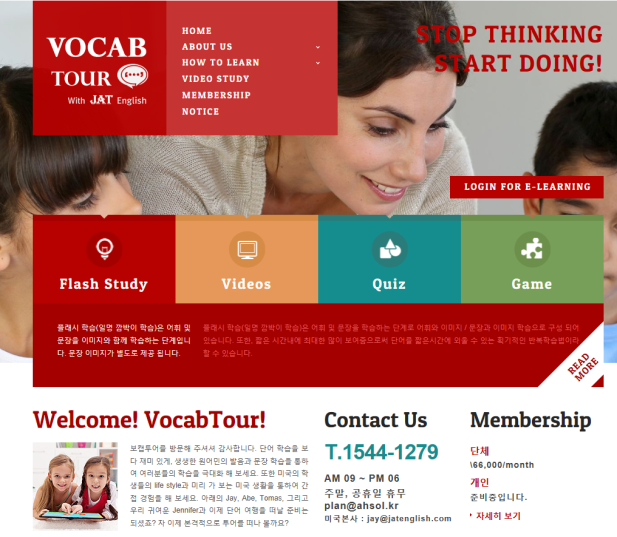 VOCAB
TOUR
With JAT English
HOME
ABOUT US
HOW TO LEARN
VIDEO STUDY
MEMBERSHIP
NOTICE
STOP THINKING
START DOING!
LOGIN FOR E-LEARNING
Flash Study
Videos
Quiz
Game
플래시 학습(일명 깜박이 학습)은 어휘 및
문장을 이미지와 함께 학습하는 단계입니
다. 문장 이미지가 별도로 제공 됩니다.
플래시 학습(일명 깜박이 학습)은 어휘 및 문장을 학습하는 단계로 어휘와 이미지 / 문장과 이미지 학습으로 구성 되어
있습니다. 또한, 짧은 시간내에 최대한 많이 보여줌으로써 단어를 짧은시간에 외울 수 있는 획기적인 반복학습법이라
할 수 있습니다.
READ
MORE
Welcome! VocabTour!
보캡투어를 방문해 주셔서 감사합니다. 단어 학습을 보
다 재미 있게, 생생한 원어민의 발음과 문장 학습을 통하
여 여러분들의 학습을 극대화 해 보세요. 또한 미국의 학
생들의 life style과 미리 가 보는 미국 생활을 통하여 간
접 경험을 해 보세요. 아래의 Jay, Abe, Tomas, 그리고
우리 귀여운 Jennifer과 이제 단어 여행을 떠날 준비는
되셨죠? 자 이제 본격적으로 투어를 떠나 볼까요?
Contact Us
T.1544-1279
AM 09 ~ PM 06
주말, 공휴일 휴무
plan@ahsol.kr
미국본사 : jay@jatenglish.com
Membership
단체
\66,000/month
개인
준비중입니다.
자세히 보기